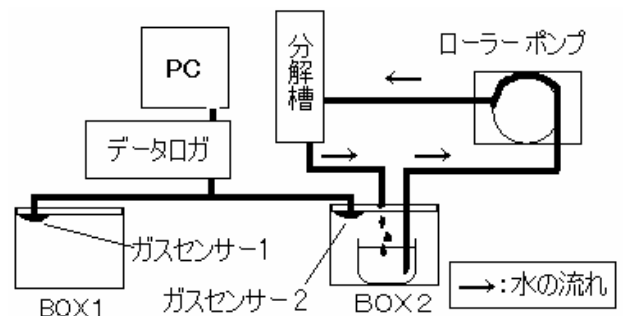 PC
データロガ
分解槽
ローラーポンプ
ガスセンサー1
ガスセンサー2
BOX1
BOX2
→:水の流れ